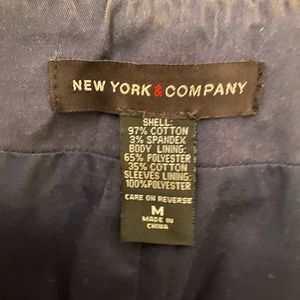 NEW YORK & COMPANY
SHELL:
97% COTTON
3% SPANDEX
BODY LINING:
65% POLYESTER
35% COTTON
SLEEVES LINING:
100% POLYESTER
CARE ON REVERSE
M
MADE IN
CHINA